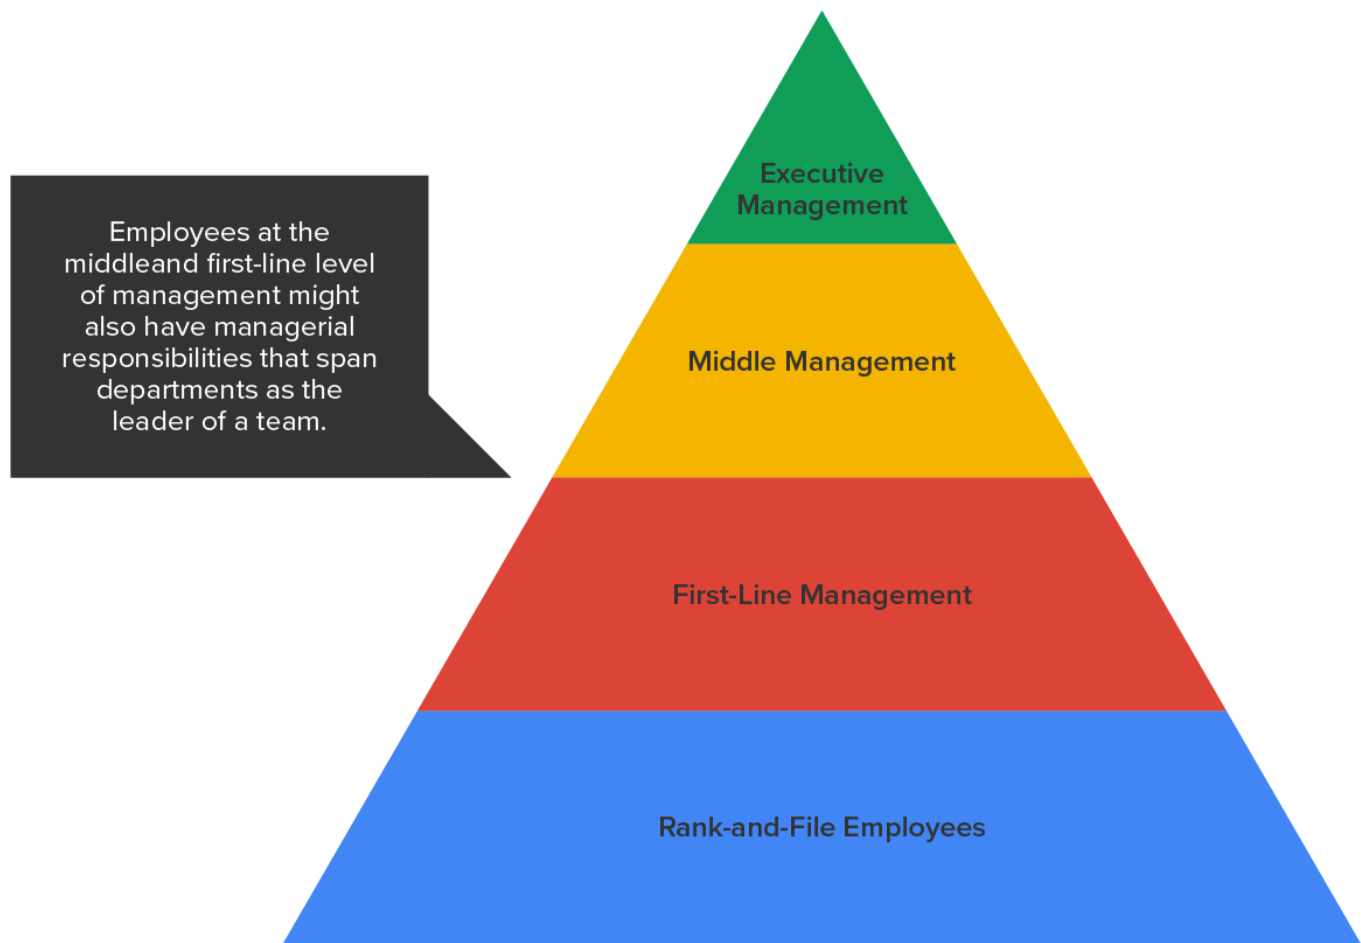 Executive
Management
Employees at the
middleand first-line level
of management might
also have managerial
responsibilities that span
departments as the
leader of a team.
Middle Management
First-Line Management
Rank-and-File Employees